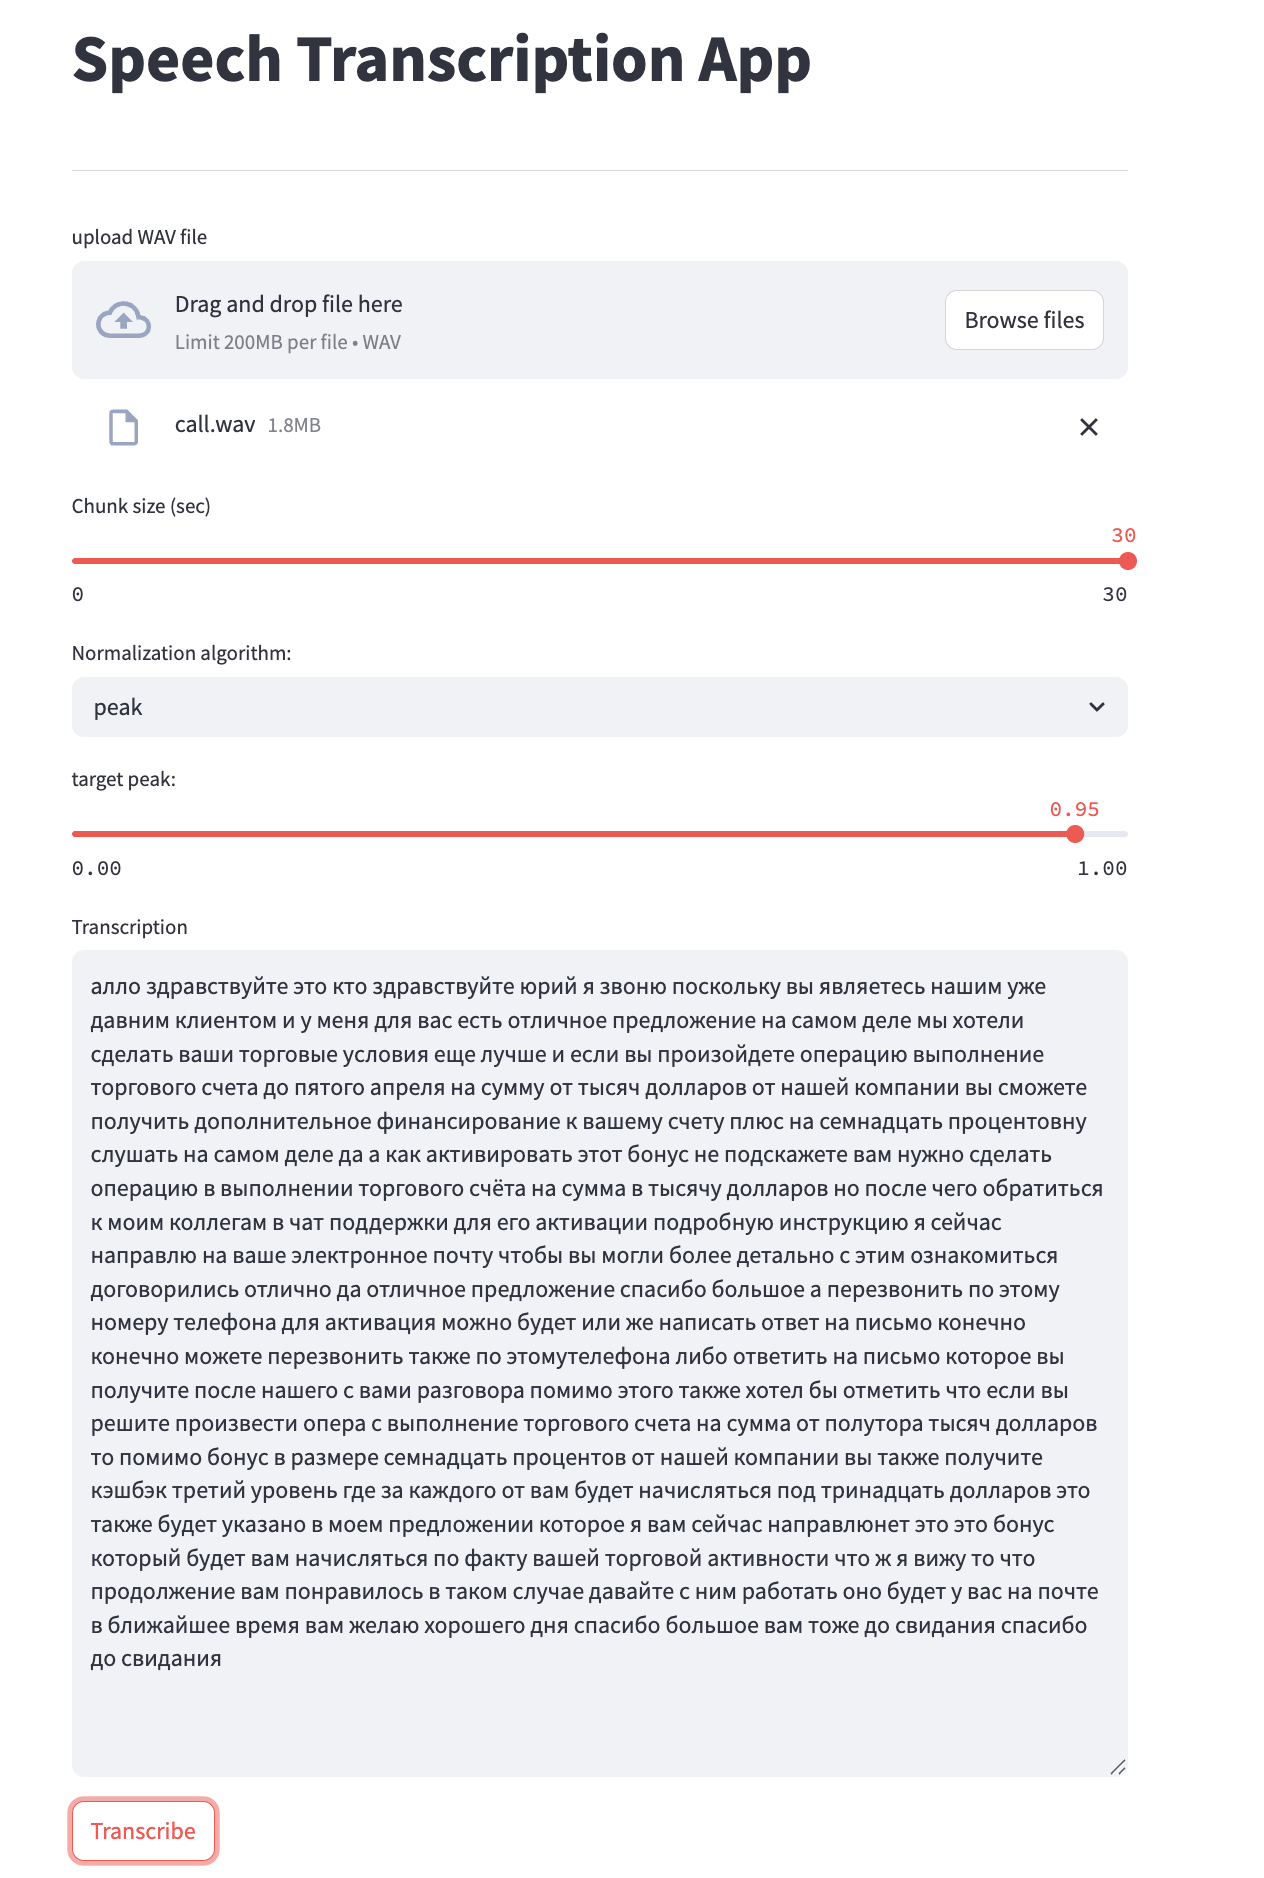 Speech Transcription App
upload WAV file
Drag and drop file here
Limit 200MB per file • WAV
Browse files
call.wav 1.8MB
Chunk size (sec)
30
0 30
Normalization algorithm:
peak
target peak:
0.95
0.00 1.00
Transcription
алло здравствуйте это кто здравствуйте юрий я звоню поскольку вы являетесь нашим уже
давним клиентом и у меня для вас есть отличное предложение на самом деле мы хотели
сделать ваши торговые условия еще лучше и если вы произойдете операцию выполнение
торгового счета до пятого апреля на сумму от тысяч долларов от нашей компании вы сможете
получить дополнительное финансирование к вашему счету плюс на семнадцать процентовну
слушать на самом деле да а как активировать этот бонус не подскажете вам нужно сделать
операцию в выполнении торгового счёта на сумма в тысячу долларов но после чего обратиться
к моим коллегам в чат поддержки для его активации подробную инструкцию я сейчас
направлю на ваше электронное почту чтобы вы могли более детально с этим ознакомиться
договорились отлично да отличное предложение спасибо большое а перезвонить по этому
номеру телефона для активация можно будет или же написать ответ на письмо конечно
конечно можете перезвонить также по этомутелефона либо ответить на письмо которое вы
получите после нашего с вами разговора помимо этого также хотел бы отметить что если вы
решите произвести опера с выполнение торгового счета на сумма от полутора тысяч долларов
то помимо бонус в размере семнадцать процентов от нашей компании вы также получите
кэшбэк третий уровень где за каждого от вам будет начисляться под тринадцать долларов это
также будет указано в моем предложении которое я вам сейчас направлюнет это это бонус
который будет вам начисляться по факту вашей торговой активности что ж я вижу то что
продолжение вам понравилось в таком случае давайте с ним работать оно будет у вас на почте
в ближайшее время вам желаю хорошего дня спасибо большое вам тоже до свидания спасибо
до свидания
Transcribe